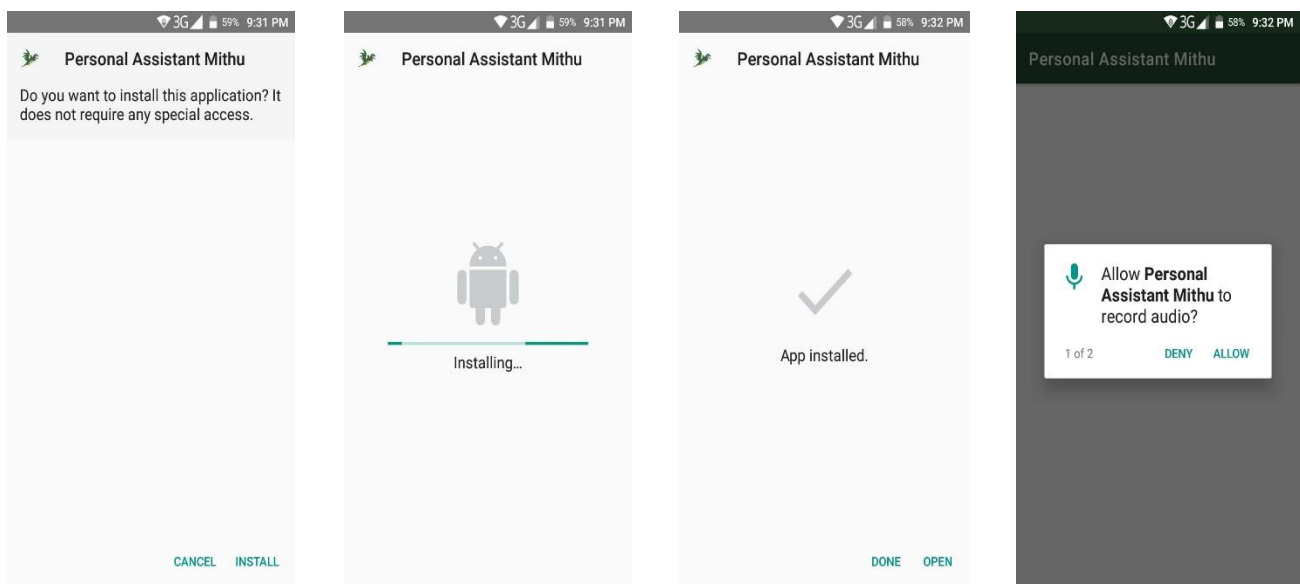 3G 59% 9:31 PM
Personal Assistant Mithu
Do you want to install this application? It
does not require any special access.
CANCEL INSTALL
3G 59% 9:31 PM
Personal Assistant Mithu
Installing...
3G 58% 9:32 PM
Personal Assistant Mithu
App installed.
DONE OPEN
3G 58% 9:32 PM
Personal Assistant Mithu
Allow Personal
Assistant Mithu to
record audio?
1 of 2 DENY ALLOW